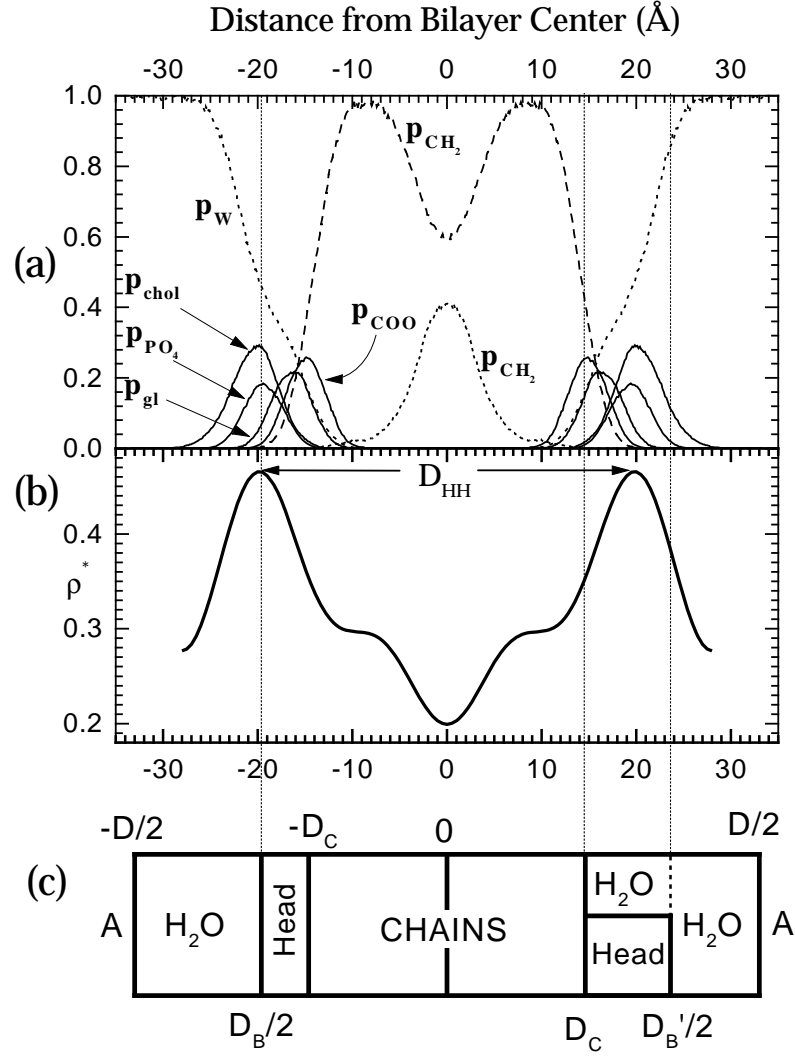 Distance from Bilayer Center (Å)
-30 -20 -10 0 10 20 30
(a)
1.0
0.8
0.6
0.4
0.2
0.0
p_CH₂
p_W
p_chol
p_PO₄
p_gl
p_COO
p_CH₂
(b)
ρ*
0.4
0.3
0.2
D_HH
-30 -20 -10 0 10 20 30
-D/2 -D_C 0 D/2
(c)
A H₂O Head CHAINS H₂O Head H₂O A
D_B/2 D_C D_B'/2